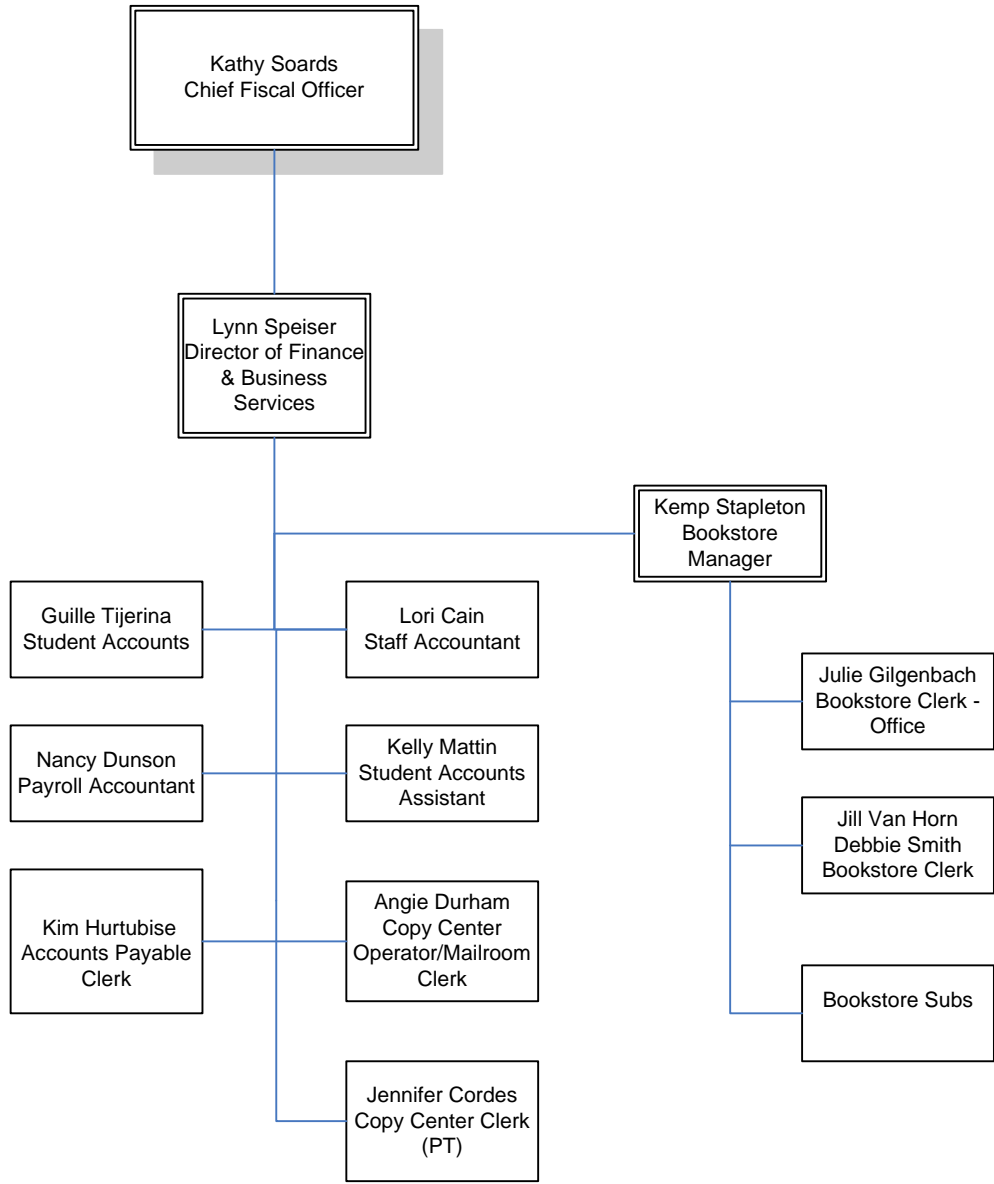 Kathy Soards
Chief Fiscal Officer
Lynn Speiser
Director of Finance
& Business
Services
Kemp Stapleton
Bookstore
Manager
Guille Tijerina
Student Accounts
Lori Cain
Staff Accountant
Nancy Dunson
Payroll Accountant
Kelly Mattin
Student Accounts
Assistant
Kim Hurtubise
Accounts Payable
Clerk
Angie Durham
Copy Center
Operator/Mailroom
Clerk
Jennifer Cordes
Copy Center Clerk
(PT)
Julie Gilgenbach
Bookstore Clerk -
Office
Jill Van Horn
Debbie Smith
Bookstore Clerk
Bookstore Subs